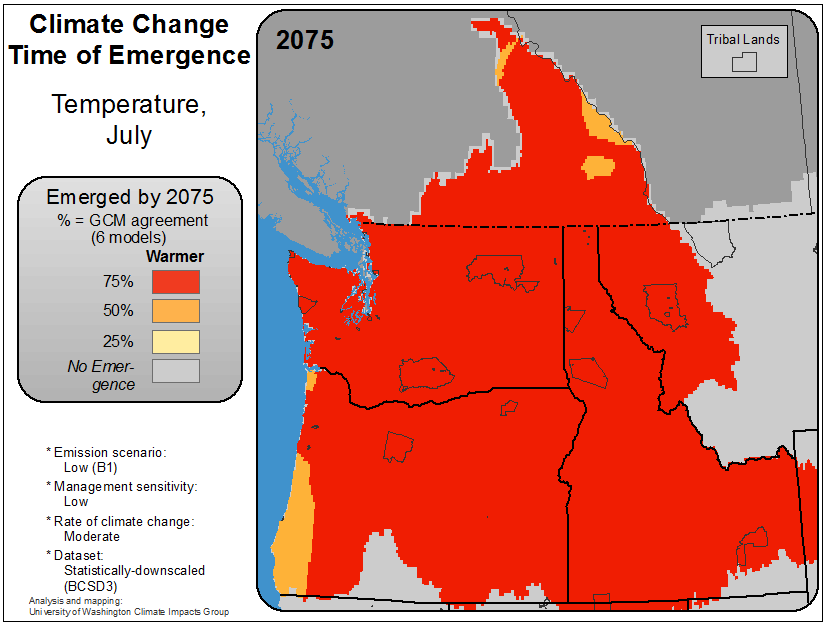 Climate Change
Time of Emergence
Temperature,
July
2075
Tribal Lands
Emerged by 2075
% = GCM agreement
(6 models)
Warmer
75%
50%
25%
No Emer-
gence
* Emission scenario:
Low (B1)
* Management sensitivity:
Low
* Rate of climate change:
Moderate
* Dataset:
Statistically-downscaled
(BCSD3)
Analysis and mapping:
University of Washington Climate Impacts Group